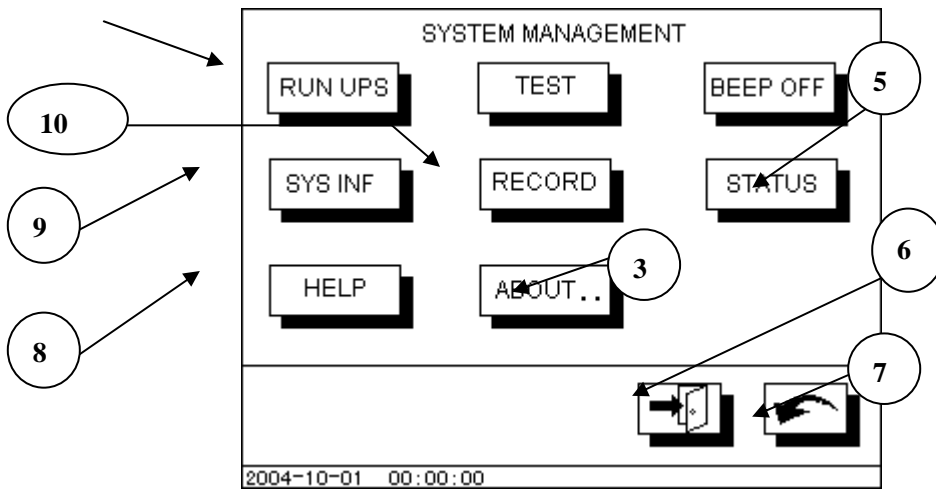 SYSTEM MANAGEMENT
RUN UPS TEST BEEP OFF
5
10
SYS INF RECORD STATUS
9
6
3
HELP ABOUT..
8
7
2004-10-01 00:00:00